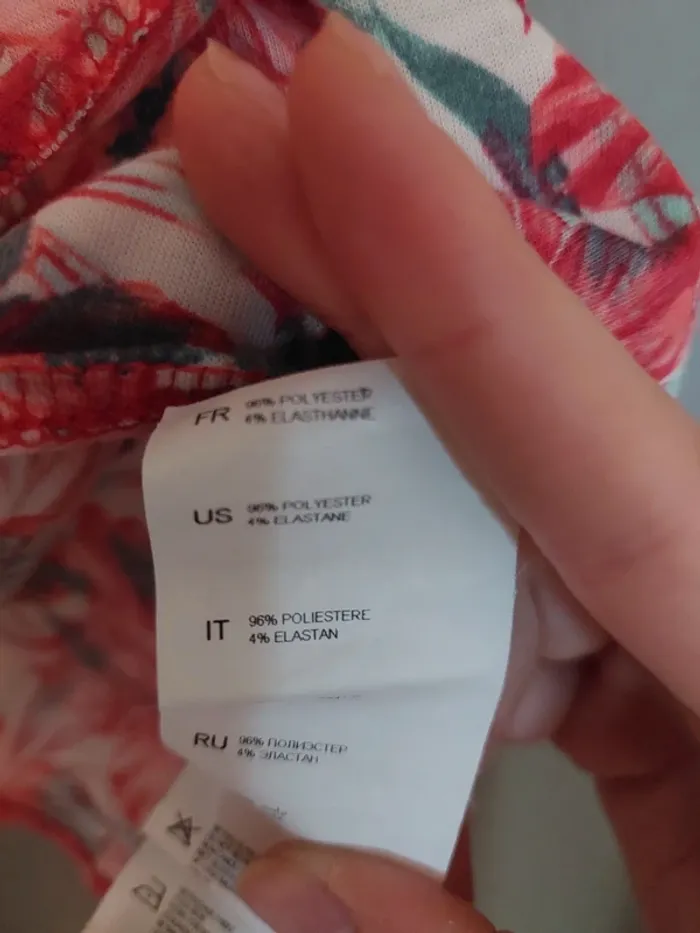 FR 96% POLYESTER
4% ELASTHANNE
US 96% POLYESTER
4% ELASTANE
IT 96% POLIESTERE
4% ELASTAN
RU 96% ПОЛИЭСТЕР
4% ЭЛАСТАН